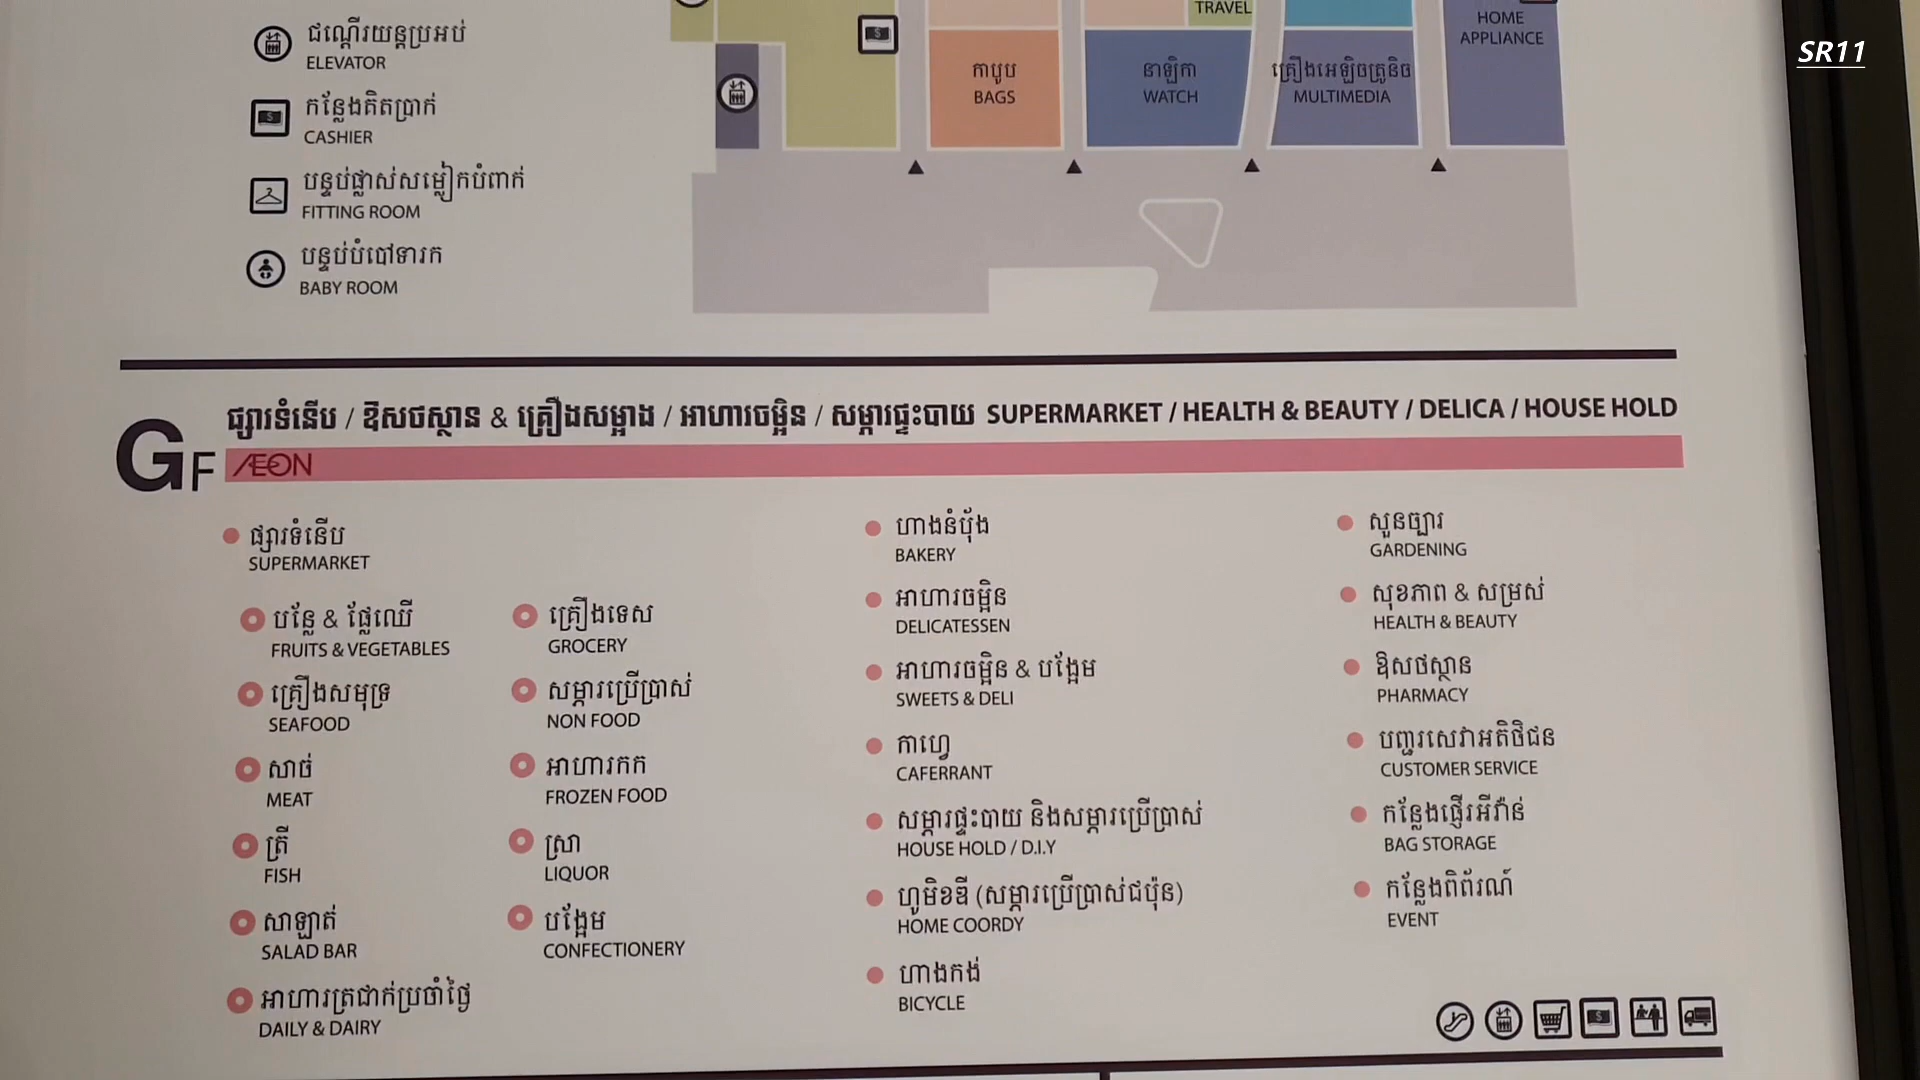 SR11
ជណ្តើរយន្តប្រអប់
ELEVATOR
កន្លែងគិតប្រាក់
CASHIER
បន្ទប់ផ្លាស់សម្លៀកបំពាក់
FITTING ROOM
បន្ទប់បំបៅទារក
BABY ROOM
TRAVEL
HOME
APPLIANCE
កាបូប
BAGS
នាឡិកា
WATCH
គ្រឿងអេឡិចត្រូនិច
MULTIMEDIA
GF
ផ្សារទំនើប / ឱសថស្ថាន & គ្រឿងសម្អាង / អាហារចម្អិន / សម្ភារផ្ទះបាយ SUPERMARKET / HEALTH & BEAUTY / DELICA / HOUSE HOLD
ÆON
ផ្សារទំនើប
SUPERMARKET
បន្លែ & ផ្លែឈើ
FRUITS & VEGETABLES
គ្រឿងសមុទ្រ
SEAFOOD
សាច់
MEAT
ត្រី
FISH
សាឡាត់
SALAD BAR
អាហារត្រជាក់ប្រចាំថ្ងៃ
DAILY & DAIRY
គ្រឿងទេស
GROCERY
សម្ភារប្រើប្រាស់
NON FOOD
អាហារកក
FROZEN FOOD
ស្រា
LIQUOR
បង្អែម
CONFECTIONERY
ហាងនំប៉័ង
BAKERY
អាហារចម្អិន
DELICATESSEN
អាហារចម្អិន & បង្អែម
SWEETS & DELI
កាហ្វេ
CAFERRANT
សម្ភារផ្ទះបាយ និងសម្ភារប្រើប្រាស់
HOUSE HOLD / D.I.Y
ហូមិខឌី (សម្ភារប្រើប្រាស់ជប៉ុន)
HOME COORDY
ហាងកង់
BICYCLE
សួនច្បារ
GARDENING
សុខភាព & សម្រស់
HEALTH & BEAUTY
ឱសថស្ថាន
PHARMACY
បញ្ជរសេវាអតិថិជន
CUSTOMER SERVICE
កន្លែងផ្ញើរអីវ៉ាន់
BAG STORAGE
កន្លែងពិព័រណ៍
EVENT